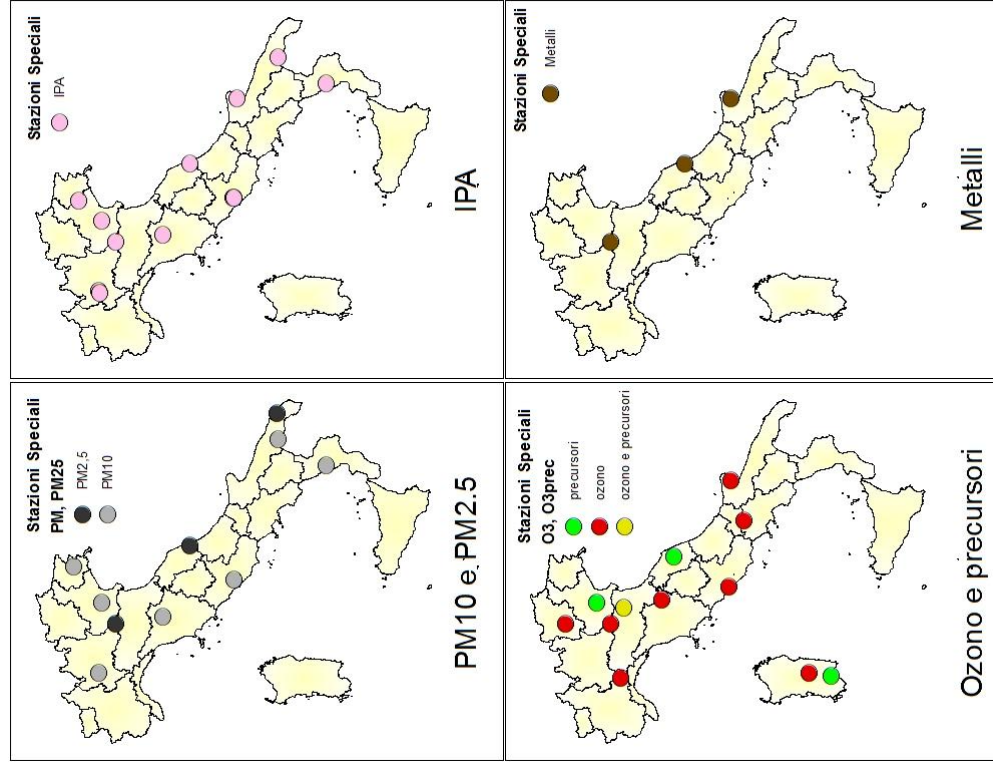 Stazioni Speciali
PM, PM25
PM2,5
PM10
PM10 e PM2.5
Stazioni Speciali
IPA
IPA
Stazioni Speciali
O3, O3prec
precursori
ozono
ozono e precursori
Ozono e precursori
Stazioni Speciali
Metalli
Metalli